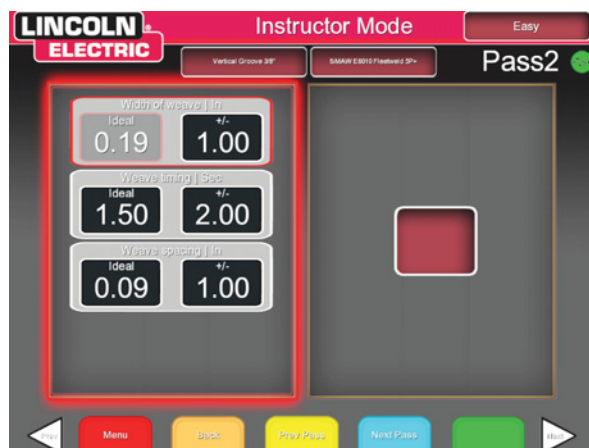 LINCOLN
ELECTRIC
Instructor Mode
Easy
Vertical Groove 3/8"
SMAW E6010 Fleetweld 5P+
Pass2
Width of weave | In
Ideal
0.19
+/-
1.00
Weave timing | Sec
Ideal
1.50
+/-
2.00
Weave spacing | In
Ideal
0.09
+/-
1.00
Prev
Menu
Back
Prev Pass
Next Pass
Next